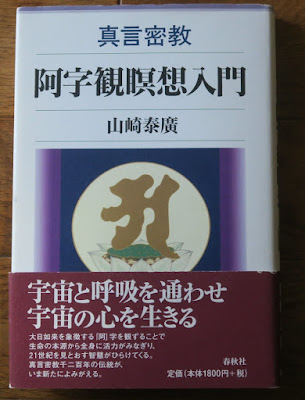 真言密教
阿字観瞑想入門
山崎泰廣
宇宙と呼吸を通わせ
宇宙の心を生きる
大日如来を象徴する「阿」字を観ずることで
生命の本源から全身に活力がみなぎり、
21世紀を見とおす智慧がひらけてくる。
真言密教千二百年の伝統が、
いま新たによみがえる。
春秋社
定価(本体1800円+税)